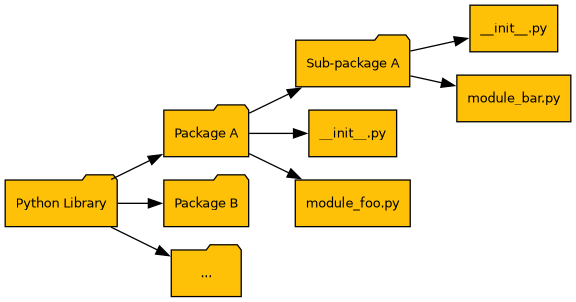 __init__.py
Sub-package A
module_bar.py
Package A
__init__.py
Python Library
Package B
module_foo.py
...